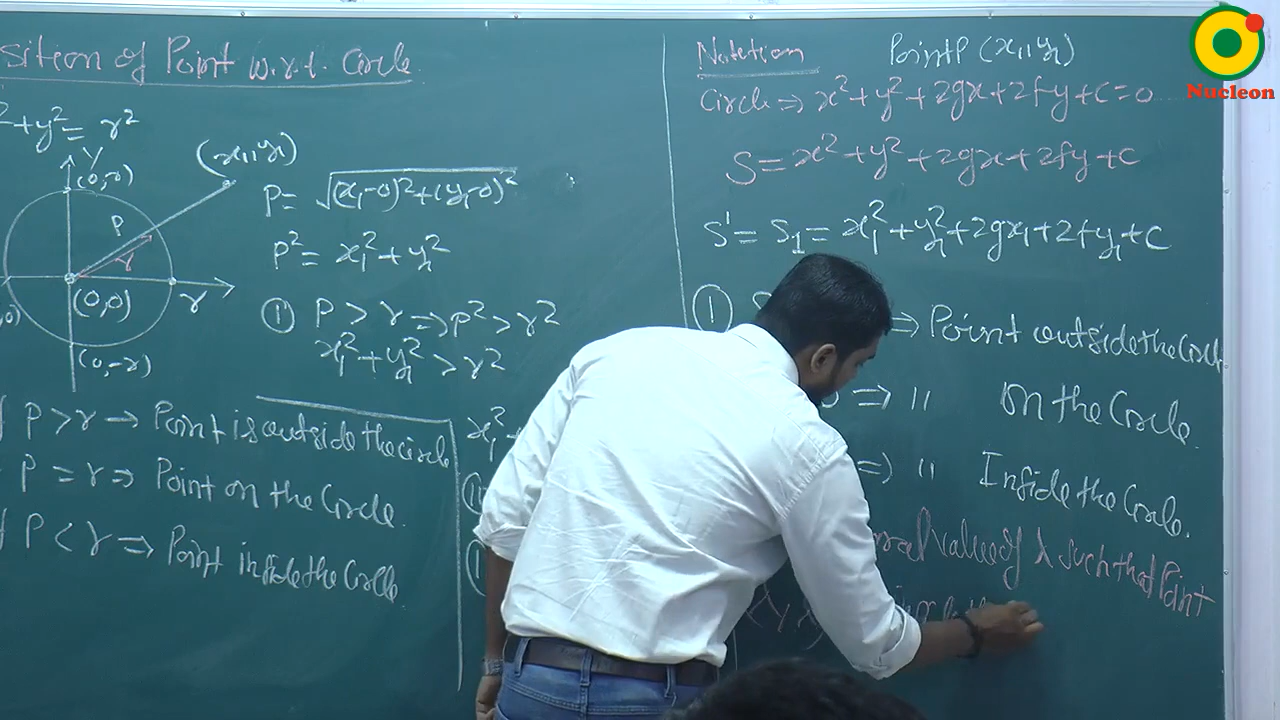 sition of Point w.r.t. Circle
²+y²= r²
Y
(0,r)
(x₁,y₁)
P
r
(0,0)
(0,-r)
P= √(x₁-0)²+(y₁-0)²
P²= x₁²+y₁²
① P > r ⇒ P² > r²
x₁²+y₁² > r²
P > r → Point is outside the circle
P = r ⇒ Point on the Circle.
P < r ⇒ Point inside the Circle
x₁²+
Notation Point P (x₁,y₁)
Circle ⇒ x²+y²+2gx+2fy+c=0
S = x²+y²+2gx+2fy+c
S'= S₁= x₁²+y₁²+2gx₁+2fy₁+c
① S ⇒ Point outside the Circle
⇒ 11 On the Circle.
⇒ 11 Inside the Circle.
value of λ such that Point
Nucleon